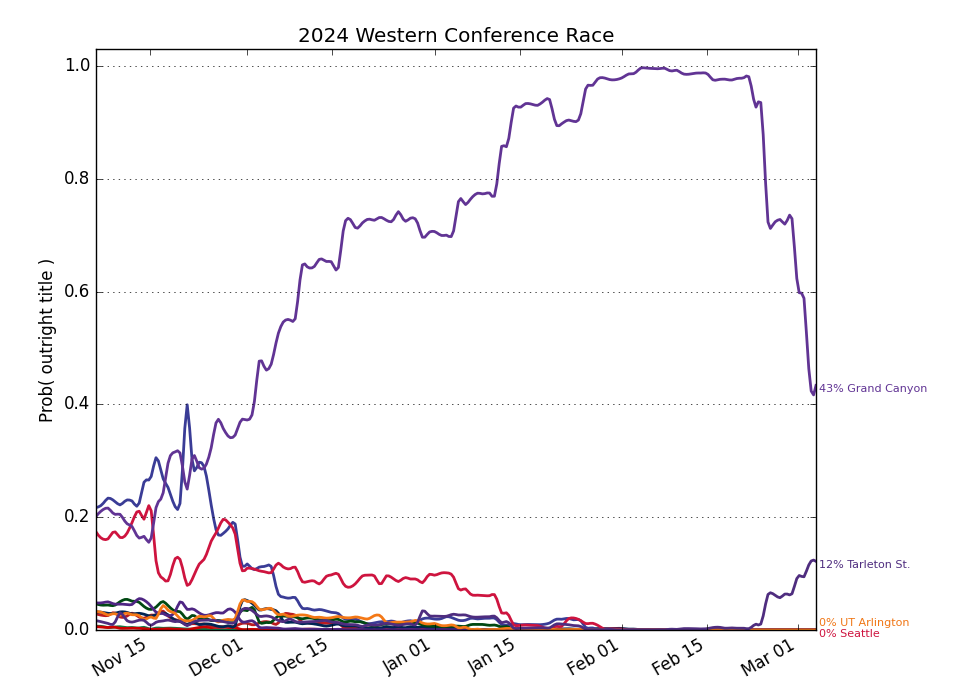 2024 Western Conference Race
Prob( outright title )
1.0
0.8
0.6
0.4
0.2
0.0
43% Grand Canyon
12% Tarleton St.
0% UT Arlington
0% Seattle
Nov 15
Dec 01
Dec 15
Jan 01
Jan 15
Feb 01
Feb 15
Mar 01